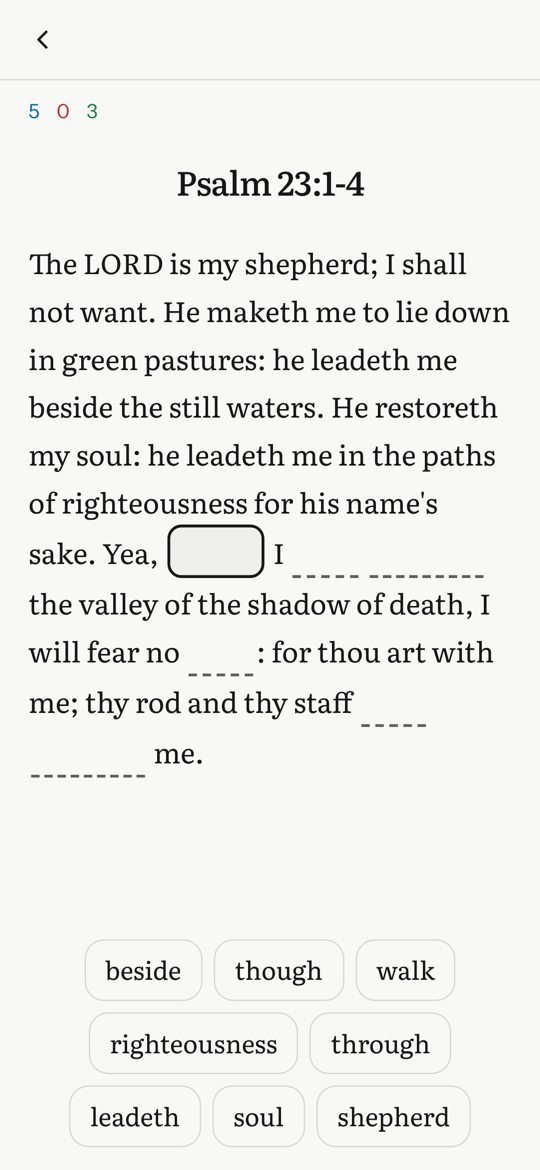 5 0 3
Psalm 23:1-4
The LORD is my shepherd; I shall
not want. He maketh me to lie down
in green pastures: he leadeth me
beside the still waters. He restoreth
my soul: he leadeth me in the paths
of righteousness for his name's
sake. Yea, I
the valley of the shadow of death, I
will fear no : for thou art with
me; thy rod and thy staff
me.
beside though walk
righteousness through
leadeth soul shepherd